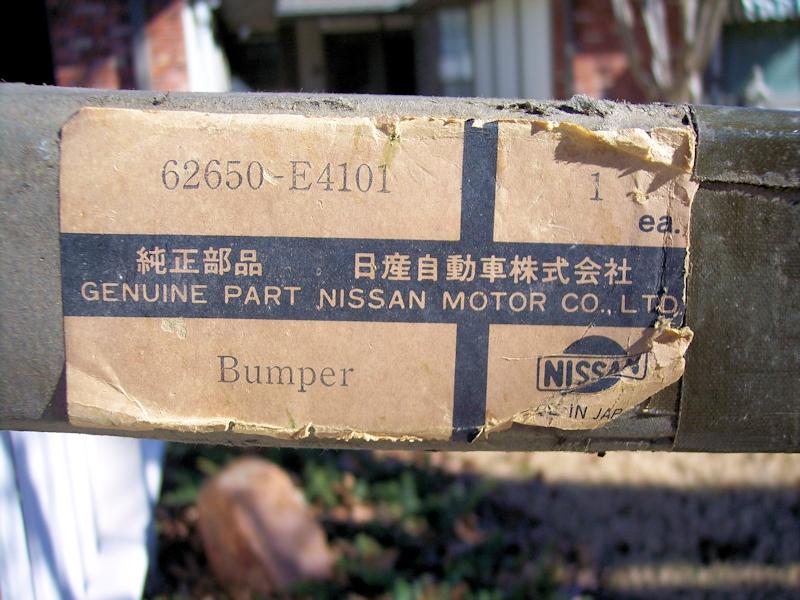 62650-E4101
1
ea.
純正部品 日産自動車株式会社
GENUINE PART NISSAN MOTOR CO., LTD
Bumper
NISSAN
IN JAP